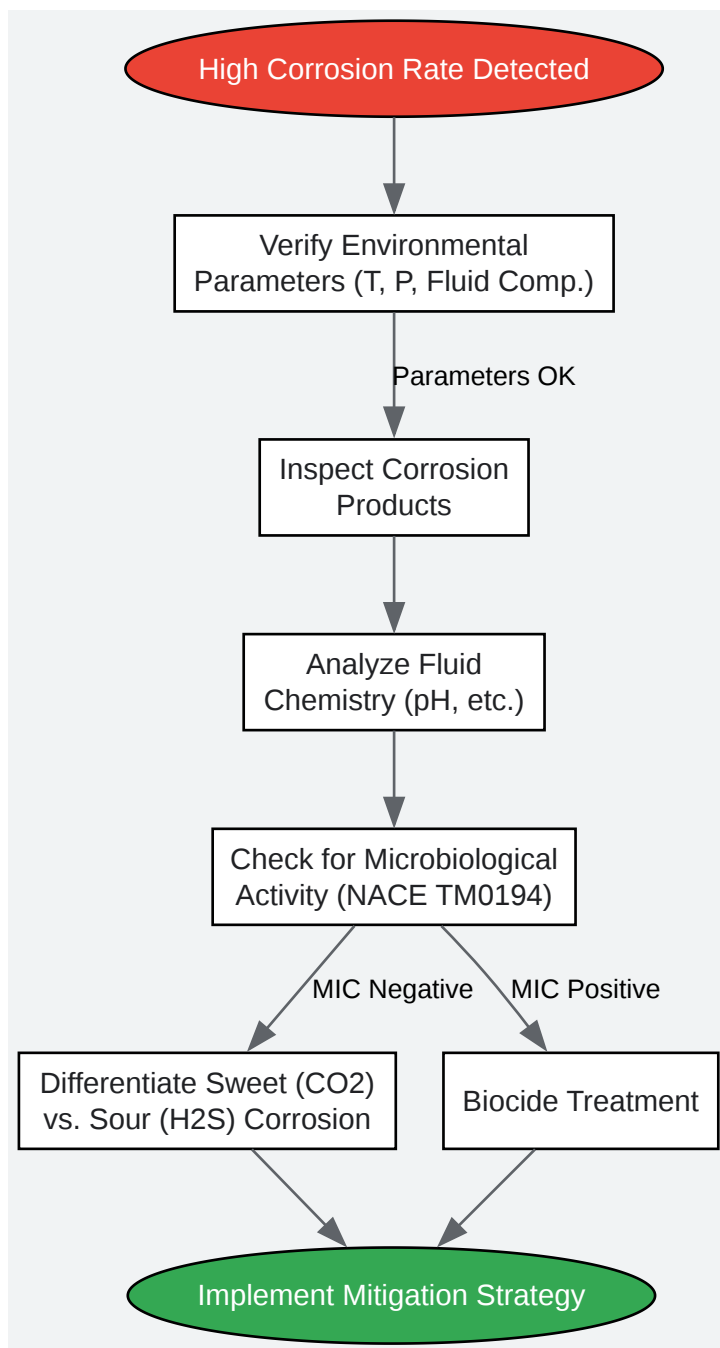 High Corrosion Rate Detected
Verify Environmental
Parameters (T, P, Fluid Comp.)
Parameters OK
Inspect Corrosion
Products
Analyze Fluid
Chemistry (pH, etc.)
Check for Microbiological
Activity (NACE TM0194)
MIC Negative
MIC Positive
Differentiate Sweet (CO2)
vs. Sour (H2S) Corrosion
Biocide Treatment
Implement Mitigation Strategy